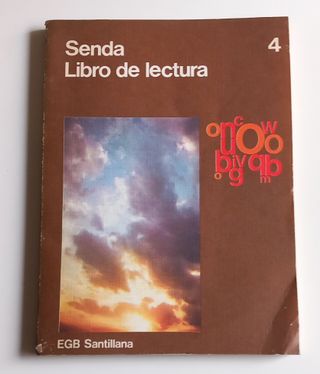 Senda 4
Libro de lectura
EGB Santillana